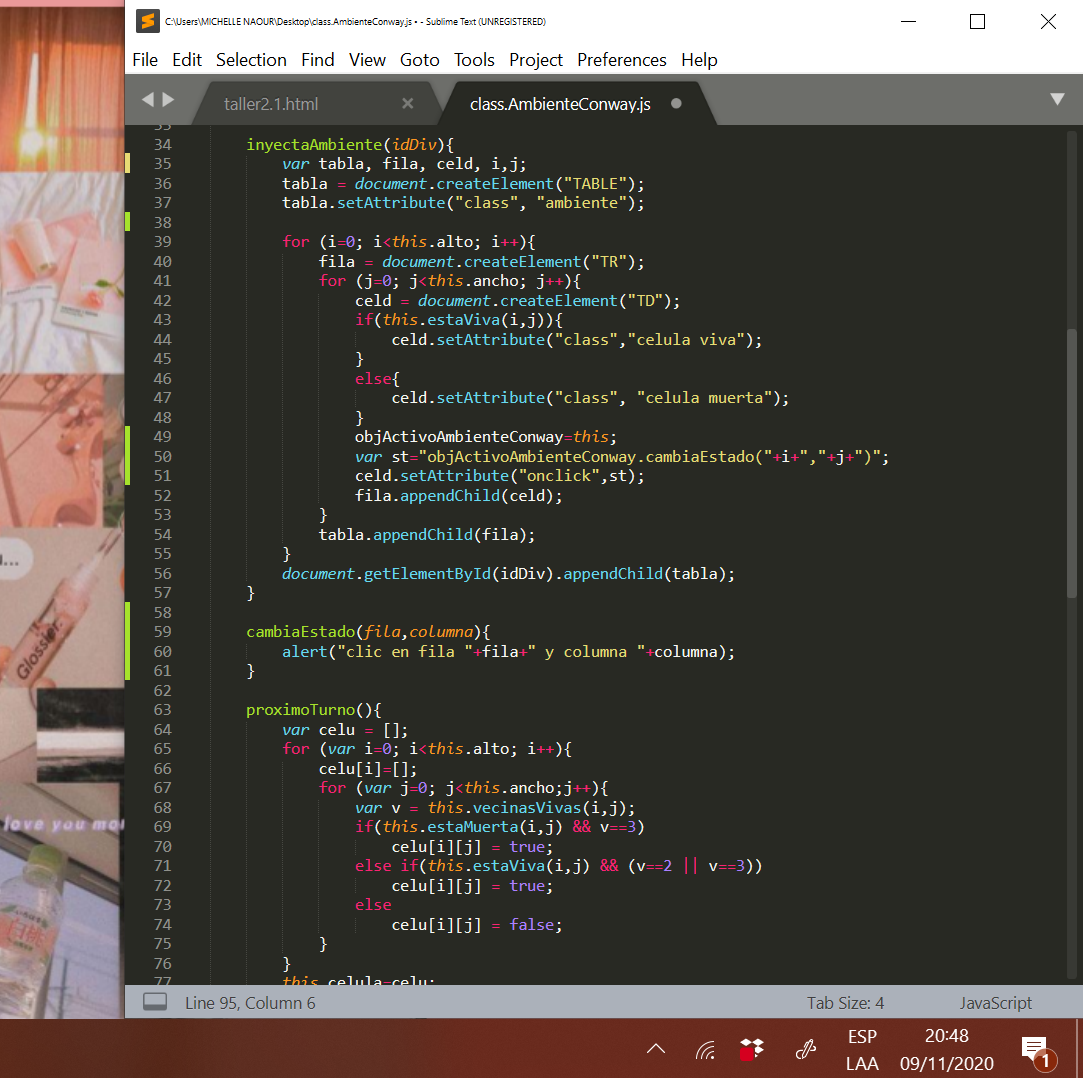 C:\Users\MICHELLE NAOUR\Desktop\class.AmbienteConway.js • - Sublime Text (UNREGISTERED)
File Edit Selection Find View Goto Tools Project Preferences Help
taller2.1.html × class.AmbienteConway.js
33
34 inyectaAmbiente(idDiv){
35 var tabla, fila, celd, i,j;
36 tabla = document.createElement("TABLE");
37 tabla.setAttribute("class", "ambiente");
38
39 for (i=0; i<this.alto; i++){
40 fila = document.createElement("TR");
41 for (j=0; j<this.ancho; j++){
42 celd = document.createElement("TD");
43 if(this.estaViva(i,j)){
44 celd.setAttribute("class","celula viva");
45 }
46 else{
47 celd.setAttribute("class", "celula muerta");
48 }
49 objActivoAmbienteConway=this;
50 var st="objActivoAmbienteConway.cambiaEstado("+i+","+j+")";
51 celd.setAttribute("onclick",st);
52 fila.appendChild(celd);
53 }
54 tabla.appendChild(fila);
55 }
56 document.getElementById(idDiv).appendChild(tabla);
57 }
58
59 cambiaEstado(fila,columna){
60 alert("clic en fila "+fila+" y columna "+columna);
61 }
62
63 proximoTurno(){
64 var celu = [];
65 for (var i=0; i<this.alto; i++){
66 celu[i]=[];
67 for (var j=0; j<this.ancho;j++){
68 var v = this.vecinasVivas(i,j);
69 if(this.estaMuerta(i,j) && v==3)
70 celu[i][j] = true;
71 else if(this.estaViva(i,j) && (v==2 || v==3))
72 celu[i][j] = true;
73 else
74 celu[i][j] = false;
75 }
76 }
77 this.celula=celu;
Glossier.
love you mo
Line 95, Column 6 Tab Size: 4 JavaScript
ESP 20:48
LAA 09/11/2020 1